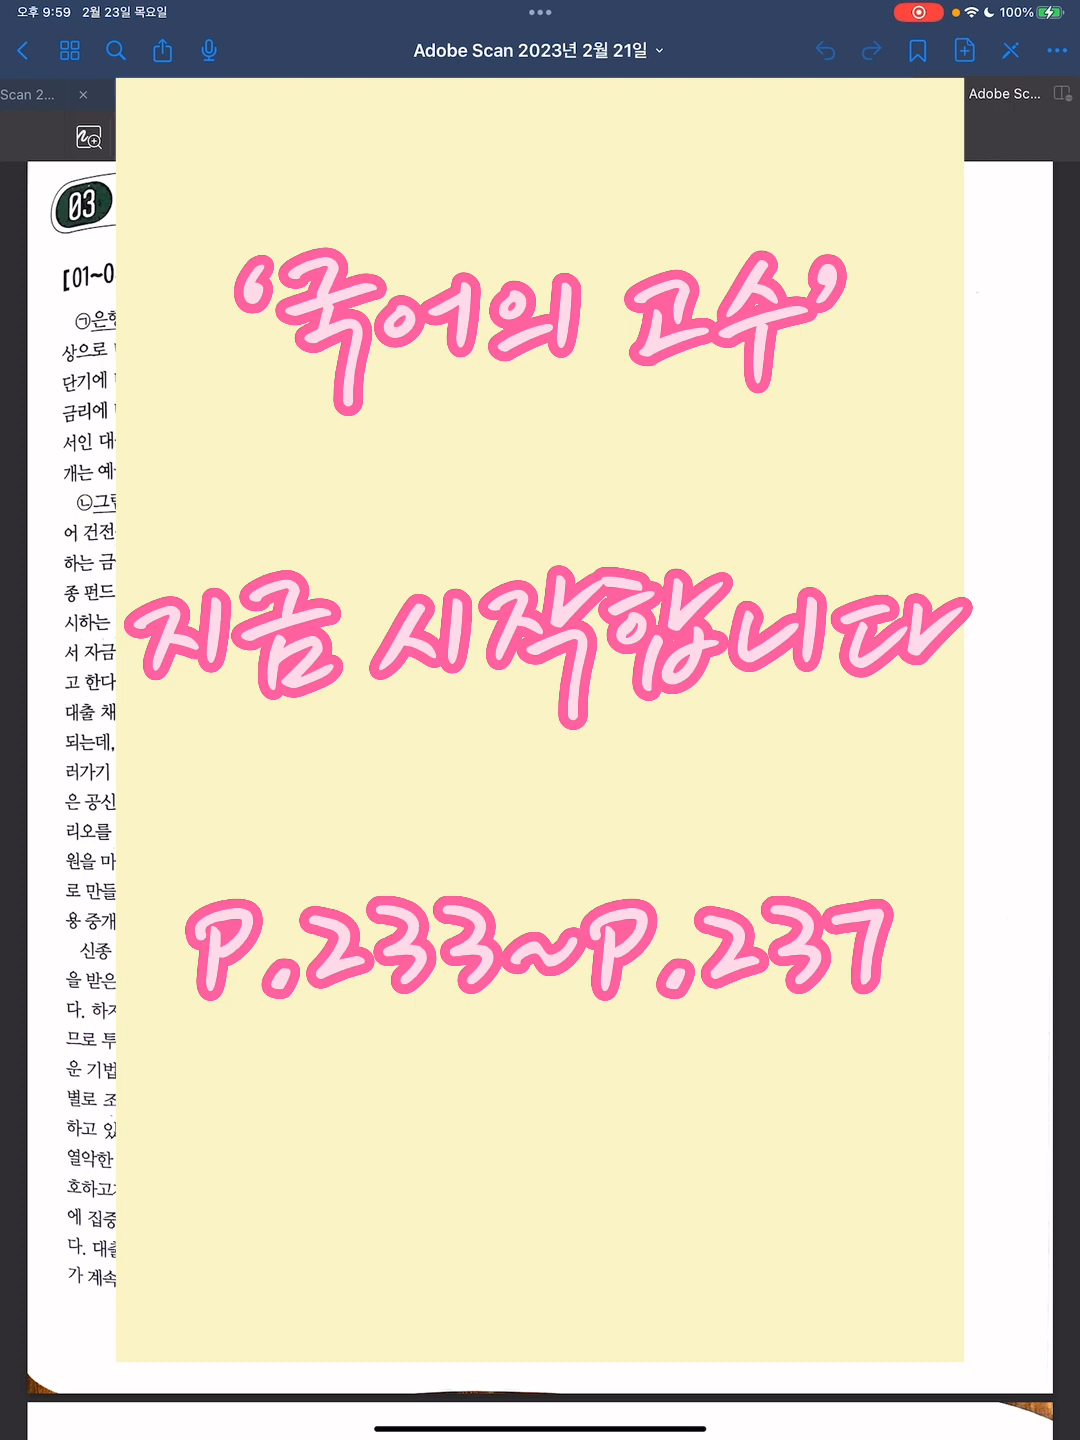 오후 9:59 2월 23일 목요일
100%
Adobe Scan 2023년 2월 21일
Scan 2...
Adobe Sc...
03
[01~0
'국어의 고수'
지금 시작합니다
P.233~P.237
㉠은행
상으로
단기에
금리에
서인 대
개는 예
㉡그런
어 건전
하는 금
종 펀드
시하는
서 자금
고 한다
대출 채
되는데,
러가기
은 공신
리오를
원을 마
로 만들
용 중개
신종
을 받은
다. 하지
므로 투
운 기법
별로 조
하고 있
열악한
호하고
에 집중
다. 대출
가 계속